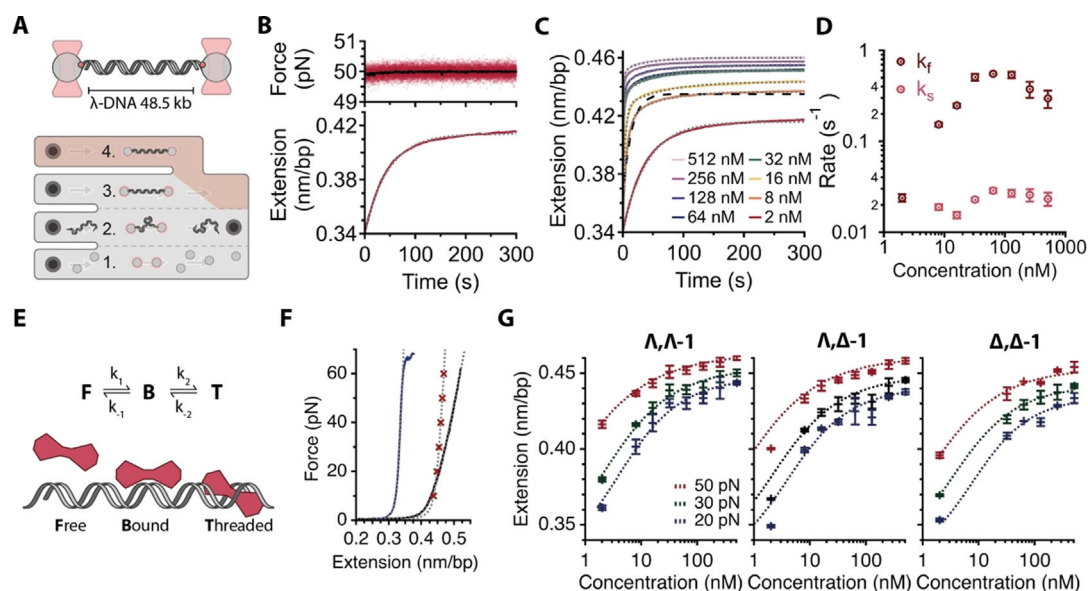 A
λ-DNA 48.5 kb
4.
3.
2.
1.
B
Force
(pN)
51
50
49
Extension
(nm/bp)
0.42
0.38
0.34
0
100
200
300
Time (s)
C
Extension (nm/bp)
0.46
0.42
0.38
0.34
512 nM
32 nM
256 nM
16 nM
128 nM
8 nM
64 nM
2 nM
0
100
200
300
Time (s)
D
Rate (s⁻¹)
1
4
2
0.1
4
2
0.01
kf
ks
1
10
100
1000
Concentration (nM)
E
F
k1
k-1
B
k2
k-2
T
Free
Bound
Threaded
F
Force (pN)
60
40
20
0
0.2
0.3
0.4
0.5
Extension (nm/bp)
G
Λ,Λ-1
Λ,Δ-1
Δ,Δ-1
Extension (nm/bp)
0.45
0.40
0.35
50 pN
30 pN
20 pN
1 10 100
1 10 100
1 10 100
Concentration (nM)
Concentration (nM)
Concentration (nM)